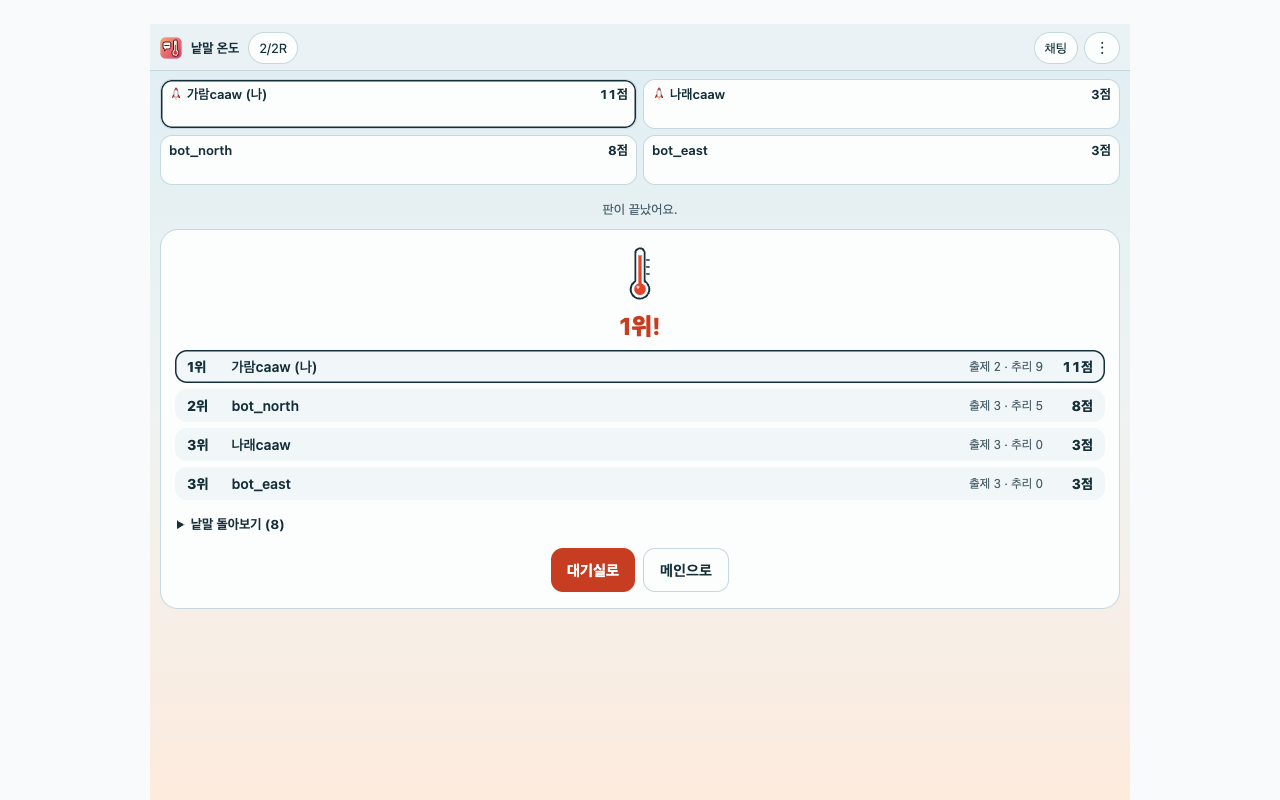 낱말 온도 2/2R 채팅 ⋮
가람caaw (나) 11점
나래caaw 3점
bot_north 8점
bot_east 3점
판이 끝났어요.
1위!
1위 가람caaw (나) 출제 2 · 추리 9 11점
2위 bot_north 출제 3 · 추리 5 8점
3위 나래caaw 출제 3 · 추리 0 3점
3위 bot_east 출제 3 · 추리 0 3점
▶ 낱말 돌아보기 (8)
대기실로 메인으로